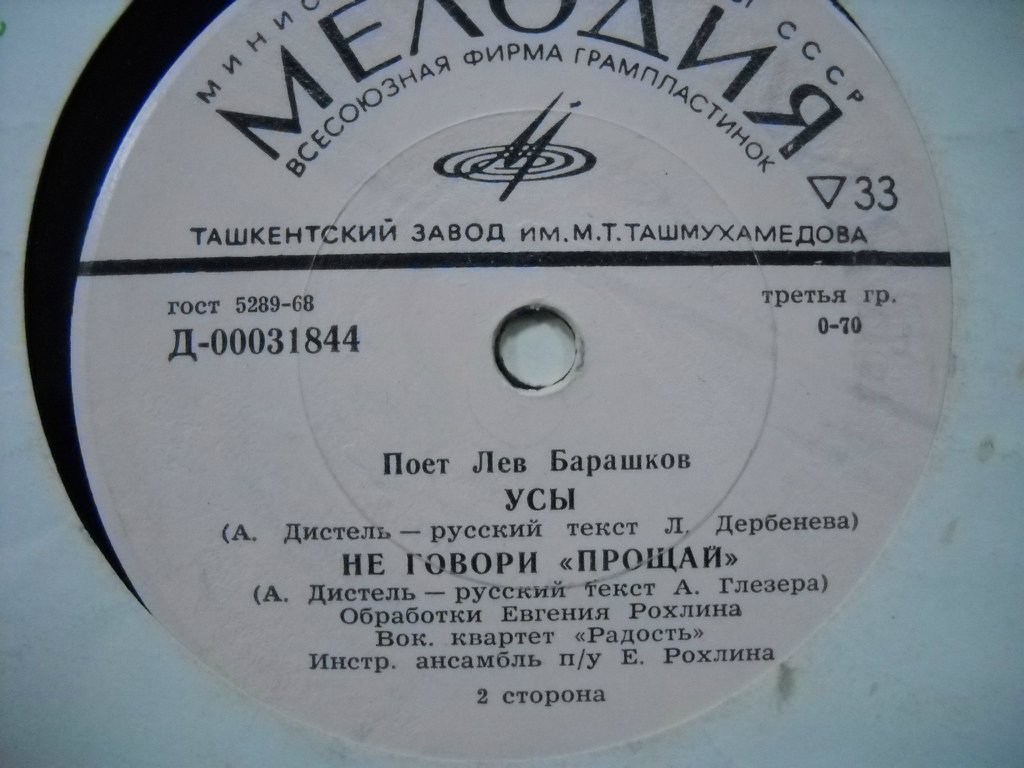 МЕЛОДИЯ
СССР
ВСЕСОЮЗНАЯ ФИРМА ГРАМПЛАСТИНОК
▽33
ТАШКЕНТСКИЙ ЗАВОД ИМ. М. Т. ТАШМУХАМЕДОВА
гост 5289-68
третья гр.
Д-00031844
0-70
Поет Лев Барашков
УСЫ
(А. Дистель — русский текст Л. Дербенева)
НЕ ГОВОРИ «ПРОЩАЙ»
(А. Дистель — русский текст А. Глезера)
Обработки Евгения Рохлина
Вок. квартет «Радость»
Инстр. ансамбль п/у Е. Рохлина
2 сторона